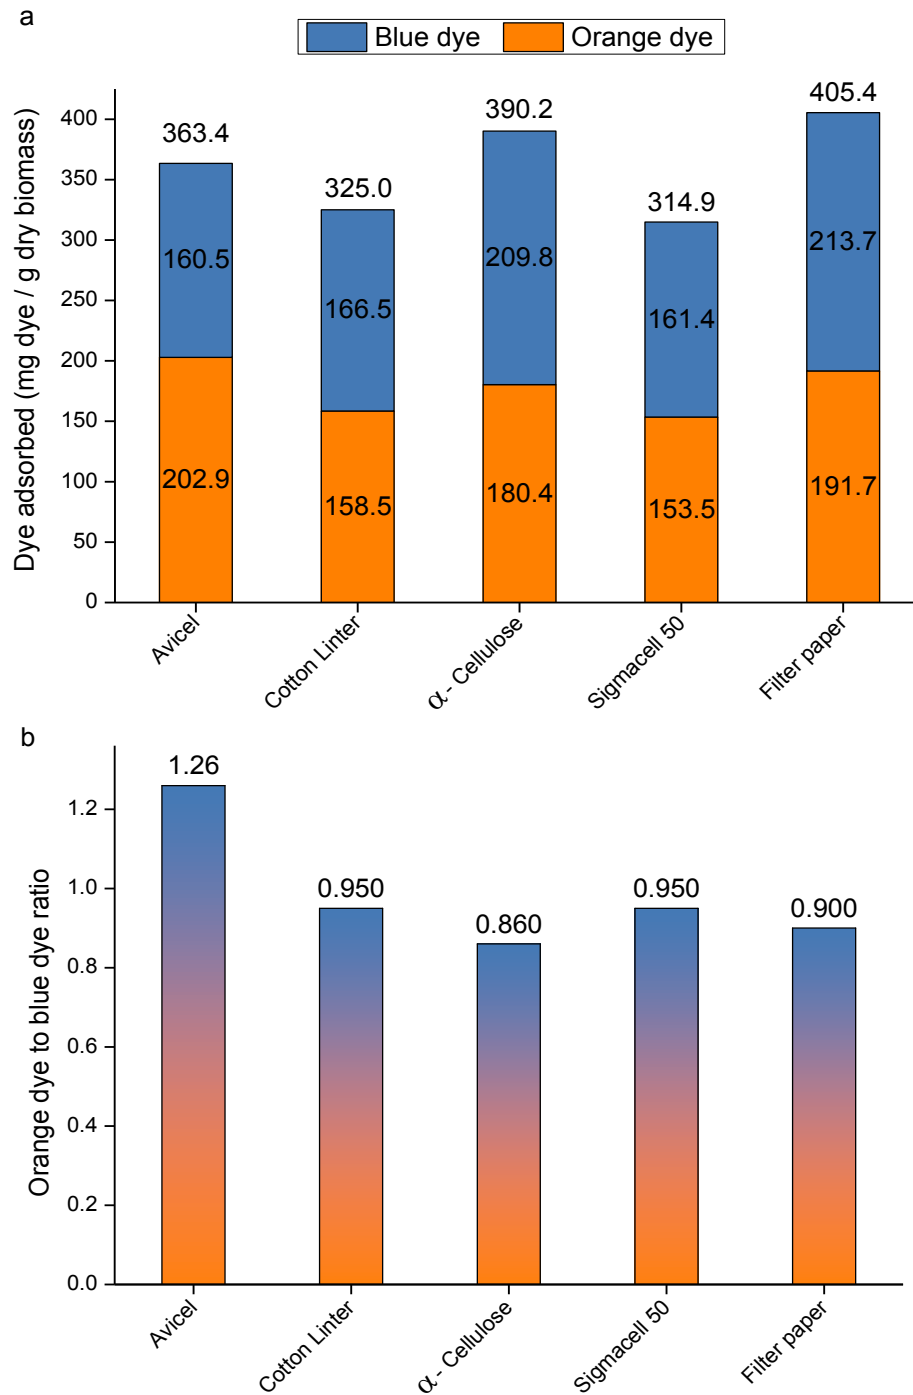 a
Blue dye Orange dye
Dye adsorbed (mg dye / g dry biomass)
400
350
300
250
200
150
100
50
0
363.4
325.0
390.2
314.9
405.4
160.5
166.5
209.8
161.4
213.7
202.9
158.5
180.4
153.5
191.7
Avicel
Cotton Linter
α- Cellulose
Sigmacell 50
Filter paper
b
Orange dye to blue dye ratio
1.2
1.0
0.8
0.6
0.4
0.2
0.0
1.26
0.950
0.860
0.950
0.900
Avicel
Cotton Linter
α- Cellulose
Sigmacell 50
Filter paper